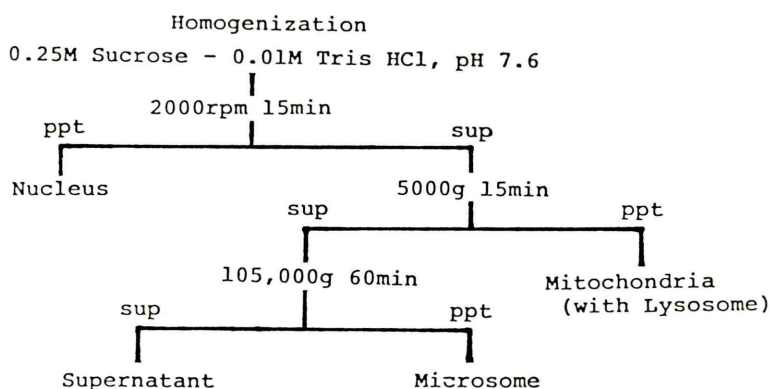 Homogenization
0.25M Sucrose - 0.01M Tris HCl, pH 7.6
2000rpm 15min
ppt
sup
Nucleus
5000g 15min
sup
ppt
105,000g 60min
Mitochondria
(with Lysosome)
sup
ppt
Supernatant
Microsome